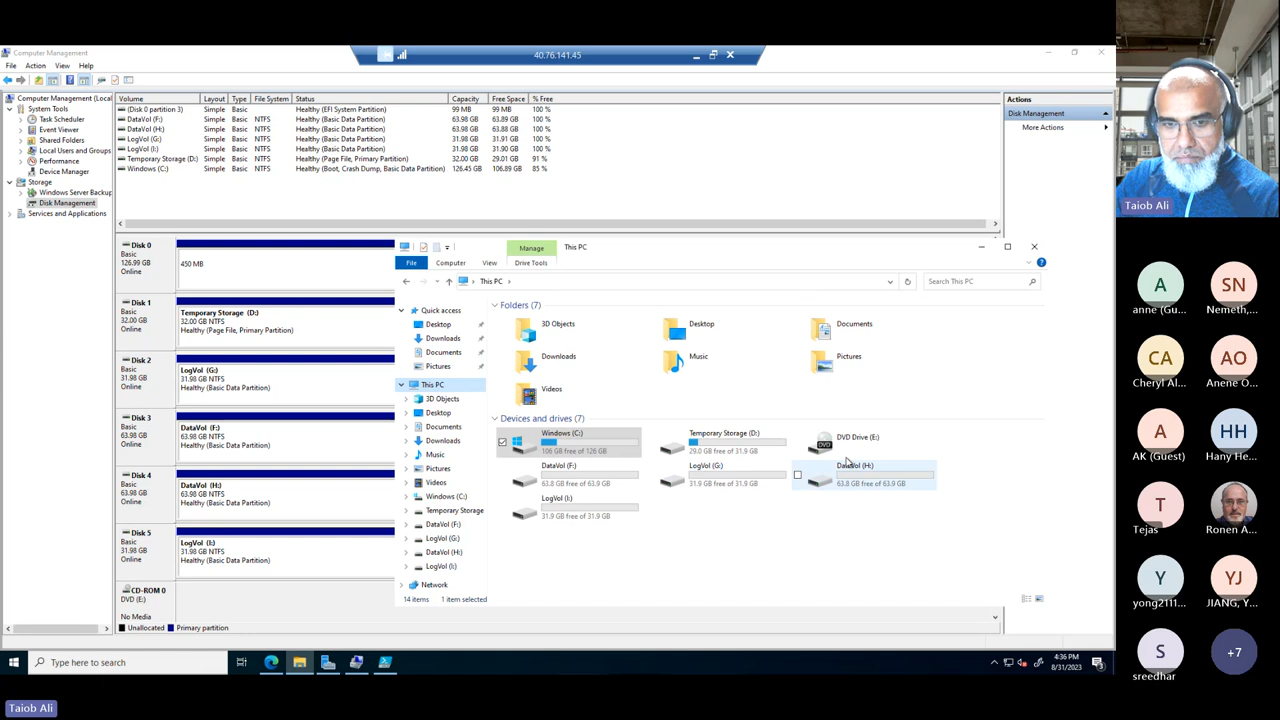 Computer Management
40.76.141.45
File Action View Help
Computer Management (Local
System Tools
Task Scheduler
Event Viewer
Shared Folders
Local Users and Groups
Performance
Device Manager
Storage
Windows Server Backup
Disk Management
Services and Applications
Volume Layout Type File System Status Capacity Free Space % Free
(Disk 0 partition 3) Simple Basic Healthy (EFI System Partition) 99 MB 99 MB 100 %
DataVol (F:) Simple Basic NTFS Healthy (Basic Data Partition) 63.98 GB 63.89 GB 100 %
DataVol (H:) Simple Basic NTFS Healthy (Basic Data Partition) 63.98 GB 63.88 GB 100 %
LogVol (G:) Simple Basic NTFS Healthy (Basic Data Partition) 31.98 GB 31.91 GB 100 %
LogVol (I:) Simple Basic NTFS Healthy (Basic Data Partition) 31.98 GB 31.90 GB 100 %
Temporary Storage (D:) Simple Basic NTFS Healthy (Page File, Primary Partition) 32.00 GB 29.01 GB 91 %
Windows (C:) Simple Basic NTFS Healthy (Boot, Crash Dump, Basic Data Partition) 126.45 GB 106.89 GB 85 %
Actions
Disk Management
More Actions
Disk 0
Basic
126.99 GB
Online
450 MB
Disk 1
Basic
32.00 GB
Online
Temporary Storage (D:)
32.00 GB NTFS
Healthy (Page File, Primary Partition)
Disk 2
Basic
31.98 GB
Online
LogVol (G:)
31.98 GB NTFS
Healthy (Basic Data Partition)
Disk 3
Basic
63.98 GB
Online
DataVol (F:)
63.98 GB NTFS
Healthy (Basic Data Partition)
Disk 4
Basic
63.98 GB
Online
DataVol (H:)
63.98 GB NTFS
Healthy (Basic Data Partition)
Disk 5
Basic
31.98 GB
Online
LogVol (I:)
31.98 GB NTFS
Healthy (Basic Data Partition)
CD-ROM 0
DVD (E:)
No Media
Unallocated Primary partition
Manage This PC
File Computer View Drive Tools
This PC
Search This PC
Quick access
Desktop
Downloads
Documents
Pictures
This PC
3D Objects
Desktop
Documents
Downloads
Music
Pictures
Videos
Windows (C:)
Temporary Storage
DataVol (F:)
LogVol (G:)
DataVol (H:)
LogVol (I:)
Network
Folders (7)
3D Objects Desktop Documents
Downloads Music Pictures
Videos
Devices and drives (7)
Windows (C:)
106 GB free of 126 GB
Temporary Storage (D:)
29.0 GB free of 31.9 GB
DVD Drive (E:)
DataVol (F:)
63.8 GB free of 63.9 GB
LogVol (G:)
31.9 GB free of 31.9 GB
DataVol (H:)
63.8 GB free of 63.9 GB
LogVol (I:)
31.9 GB free of 31.9 GB
14 items 1 item selected
Type here to search
4:36 PM
8/31/2023
Taiob Ali
Taiob Ali
A
anne (Gu...
SN
Nemeth,...
CA
Cheryl Al...
AO
Anene O...
A
AK (Guest)
HH
Hany He...
T
Tejas
Ronen A...
Y
yong2111...
YJ
JIANG, Y...
S
sreedhar
+7